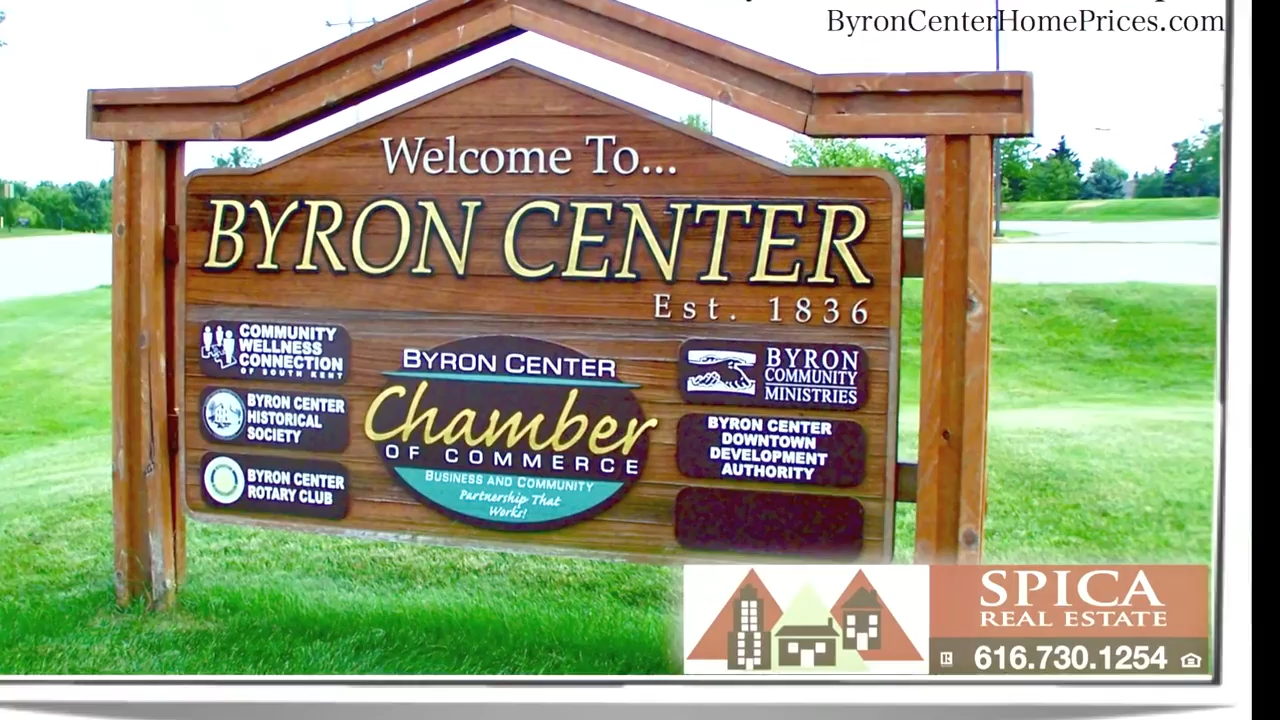 ByronCenterHomePrices.com
Welcome To...
BYRON CENTER
Est. 1836
COMMUNITY
WELLNESS
CONNECTION
OF SOUTH KENT
BYRON CENTER
HISTORICAL
SOCIETY
BYRON CENTER
ROTARY CLUB
BYRON CENTER
Chamber
OF COMMERCE
BUSINESS AND COMMUNITY
Partnership That
Works!
BYRON
COMMUNITY
MINISTRIES
BYRON CENTER
DOWNTOWN
DEVELOPMENT
AUTHORITY
SPICA
REAL ESTATE
616.730.1254